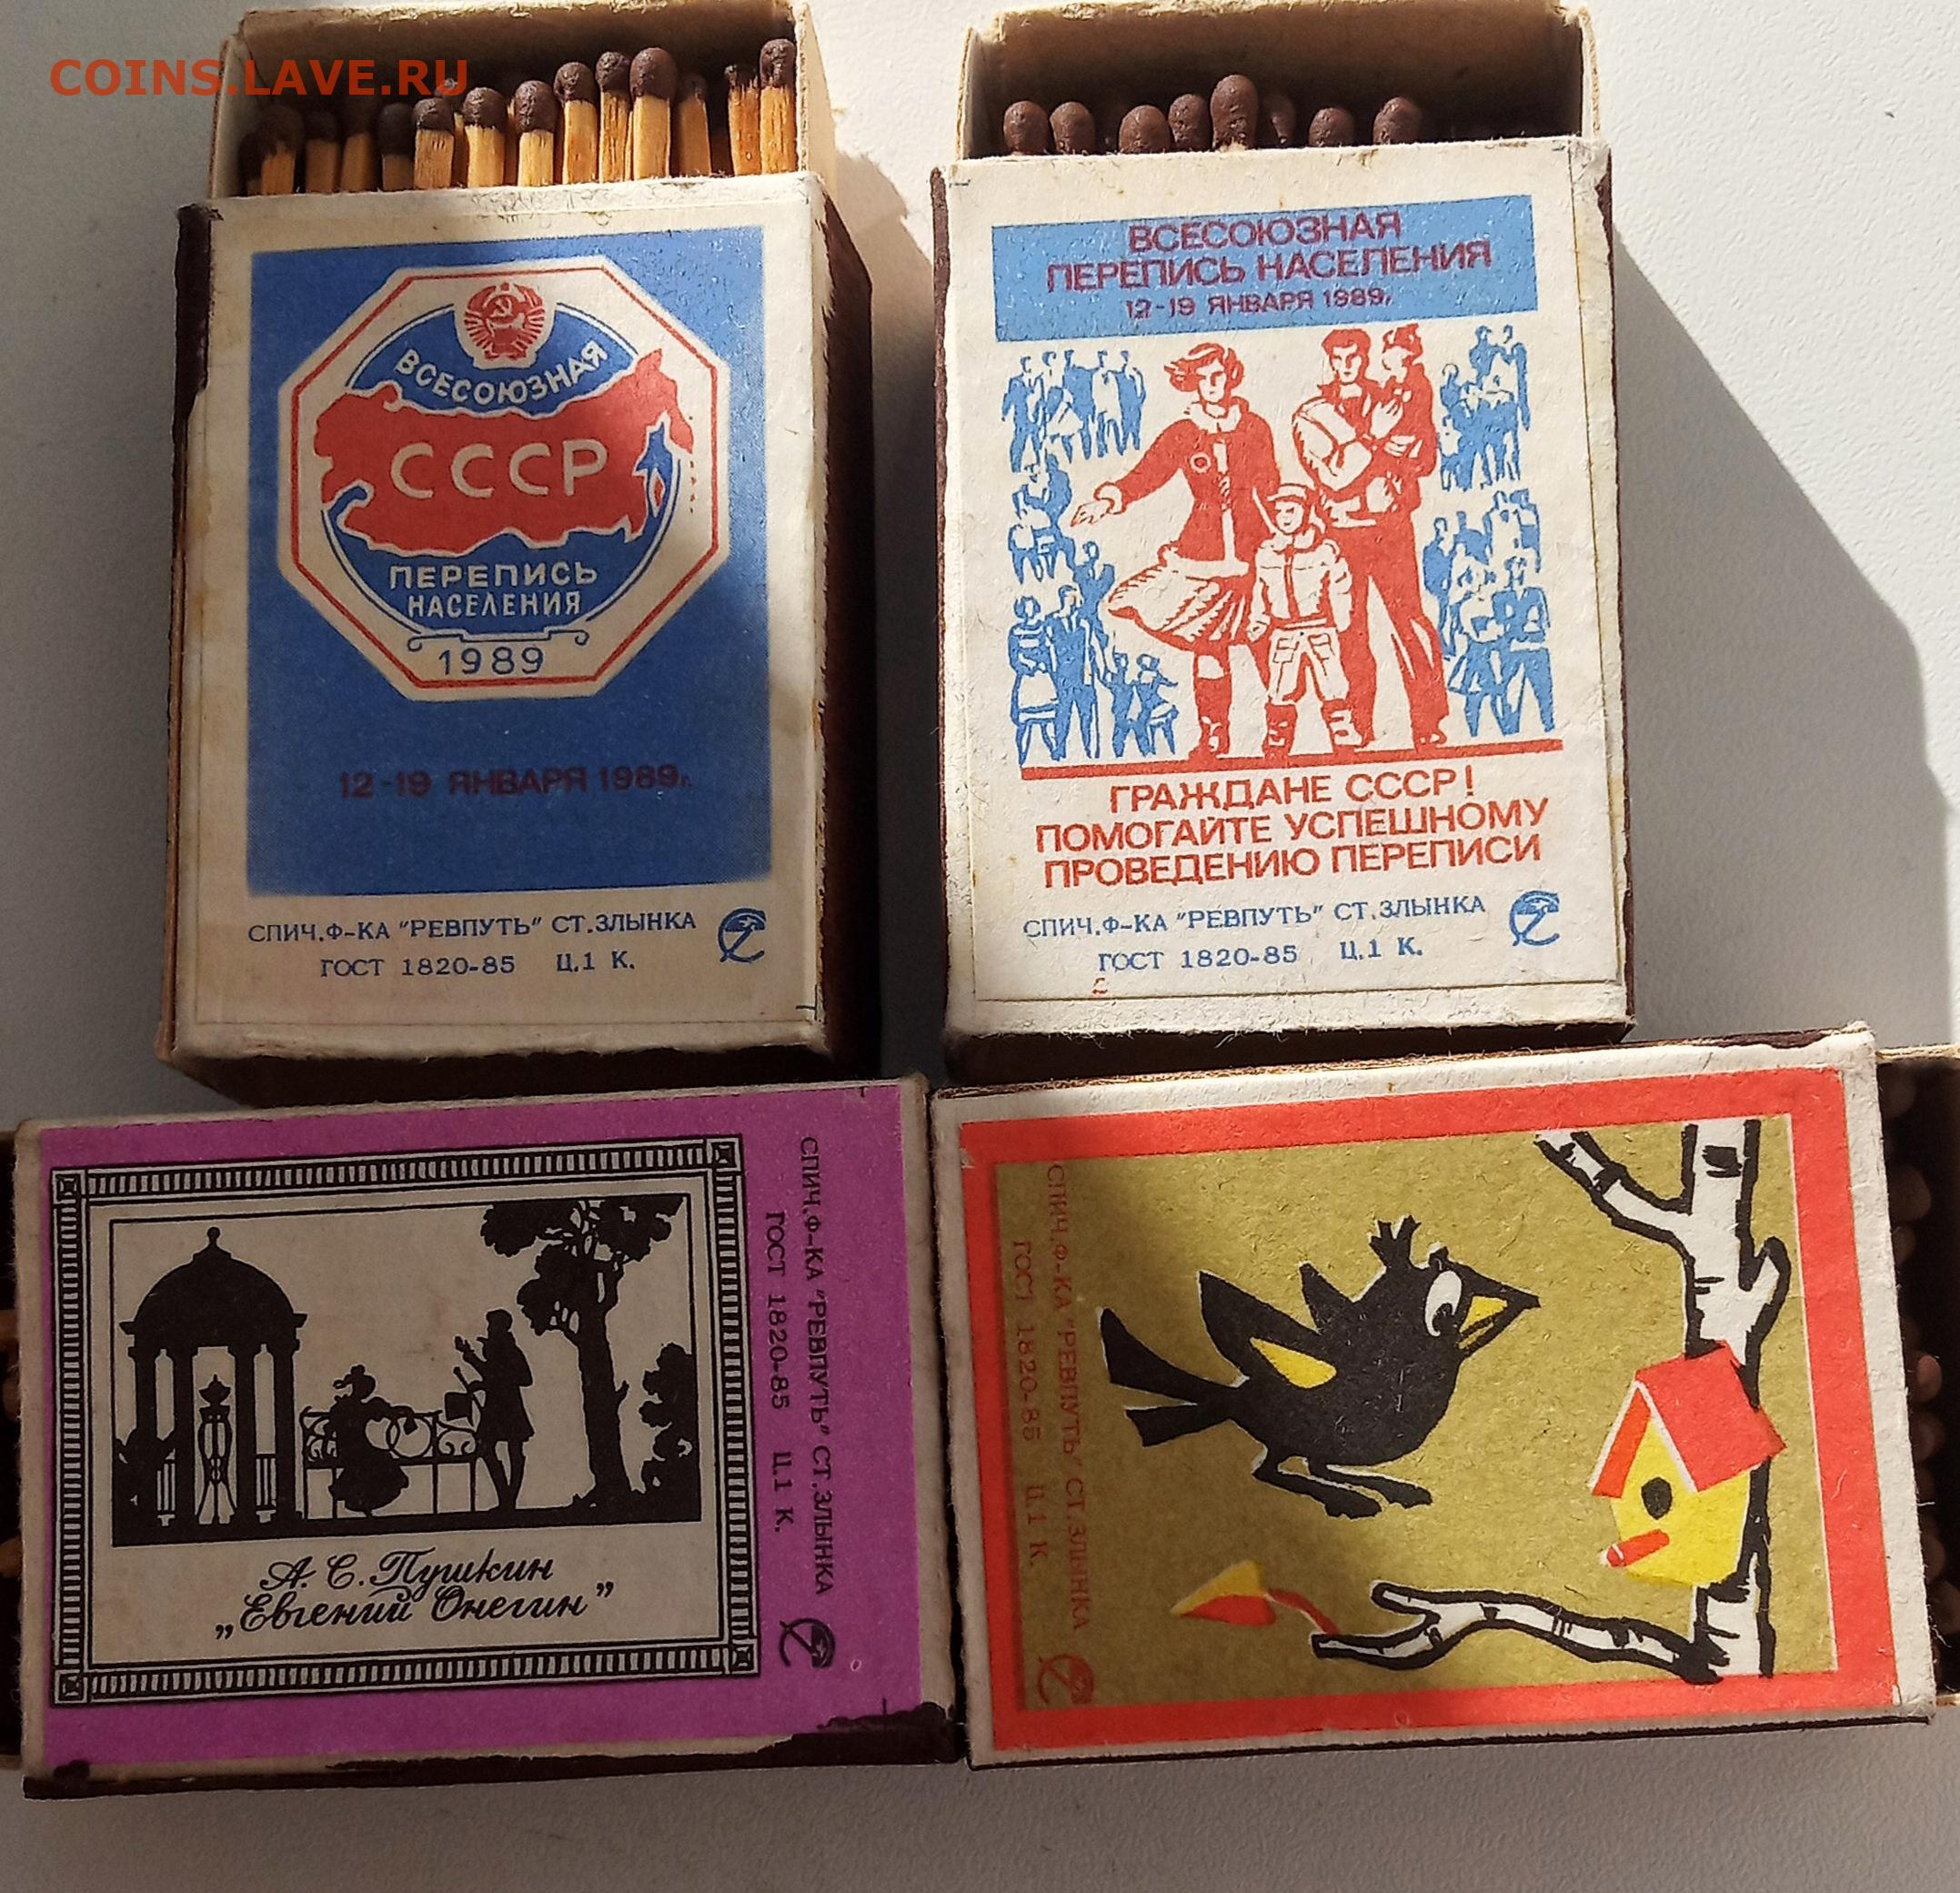 COINS.LAVE.RU
ВСЕСОЮЗНАЯ
СССР
ПЕРЕПИСЬ
НАСЕЛЕНИЯ
1989
12-19 ЯНВАРЯ 1989г.
СПИЧ.Ф-КА "РЕВПУТЬ" СТ.ЗЛЫНКА
ГОСТ 1820-85 Ц.1 К.
ВСЕСОЮЗНАЯ
ПЕРЕПИСЬ НАСЕЛЕНИЯ
12-19 ЯНВАРЯ 1989г.
ГРАЖДАНЕ СССР!
ПОМОГАЙТЕ УСПЕШНОМУ
ПРОВЕДЕНИЮ ПЕРЕПИСИ
СПИЧ.Ф-КА "РЕВПУТЬ" СТ.ЗЛЫНКА
ГОСТ 1820-85 Ц.1 К.
А. С. Пушкин
„Евгений Онегин”
СПИЧ.Ф-КА "РЕВПУТЬ" СТ.ЗЛЫНКА
ГОСТ 1820-85 Ц.1 К.
СПИЧ.Ф-КА "РЕВПУТЬ" СТ.ЗЛЫНКА
ГОСТ 1820-85 Ц.1 К.